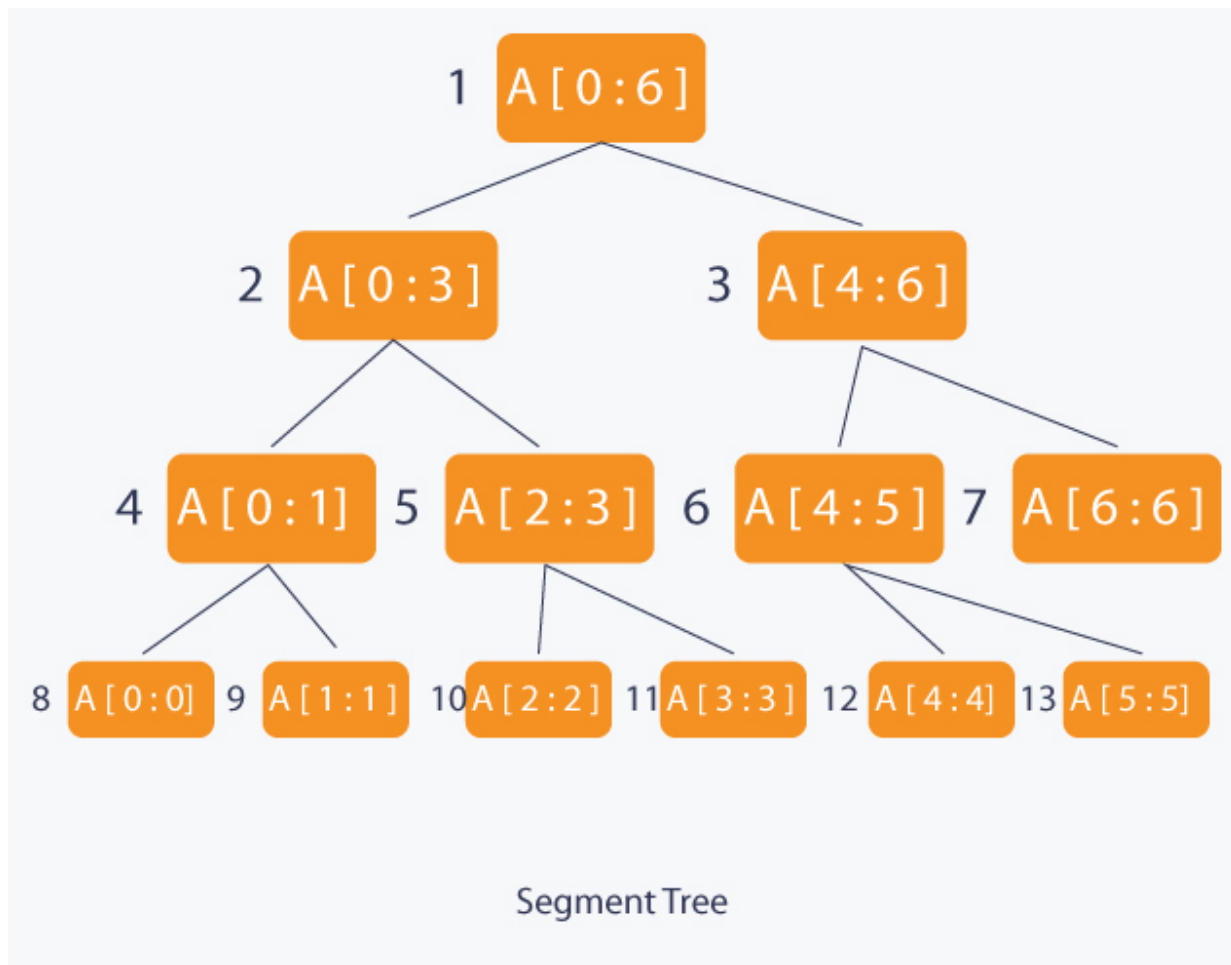 1 A [ 0 : 6 ]
2 A [ 0 : 3 ] 3 A [ 4 : 6 ]
4 A [ 0 : 1] 5 A [ 2 : 3 ] 6 A [ 4 : 5 ] 7 A [ 6 : 6 ]
8 A [ 0 : 0] 9 A [ 1 : 1 ] 10 A [ 2 : 2 ] 11 A [ 3 : 3 ] 12 A [ 4 : 4] 13 A [ 5 : 5]
Segment Tree